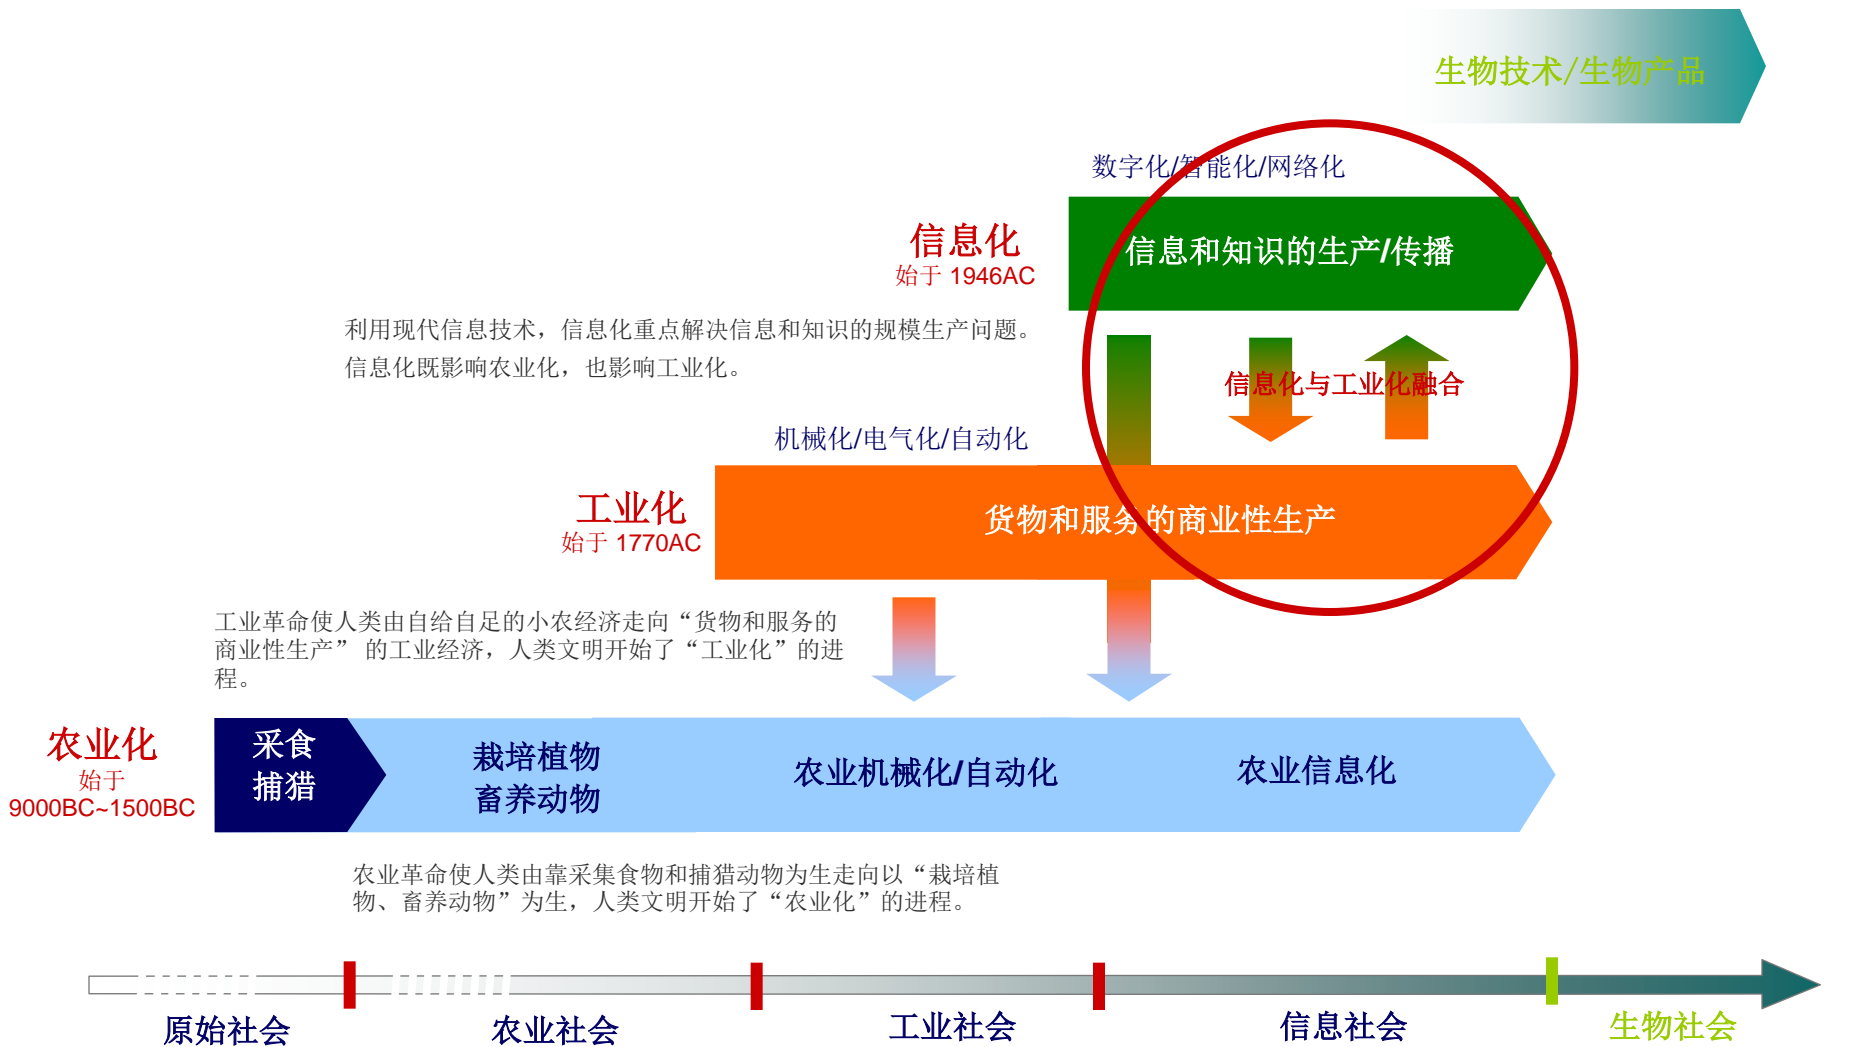 生物技术/生物产品
数字化/智能化/网络化
信息化
始于 1946AC
信息和知识的生产/传播
利用现代信息技术，信息化重点解决信息和知识的规模生产问题。
信息化既影响农业化，也影响工业化。
信息化与工业化融合
机械化/电气化/自动化
工业化
始于 1770AC
货物和服务的商业性生产
工业革命使人类由自给自足的小农经济走向“货物和服务的
商业性生产” 的工业经济，人类文明开始了“工业化”的进
程。
农业化
始于
9000BC~1500BC
采食
捕猎
栽培植物
畜养动物
农业机械化/自动化
农业信息化
农业革命使人类由靠采集食物和捕猎动物为生走向以“栽培植
物、畜养动物”为生，人类文明开始了“农业化”的进程。
原始社会
农业社会
工业社会
信息社会
生物社会